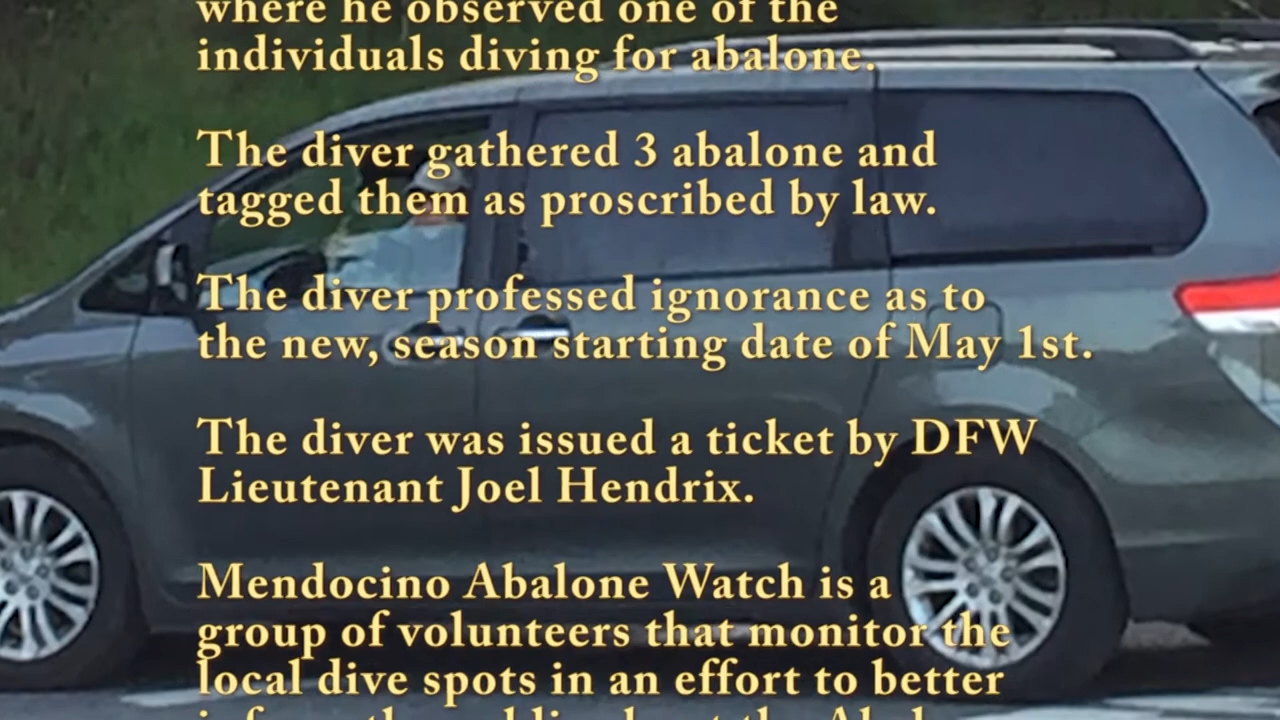 where he observed one of the
individuals diving for abalone.
The diver gathered 3 abalone and
tagged them as proscribed by law.
The diver professed ignorance as to
the new, season starting date of May 1st.
The diver was issued a ticket by DFW
Lieutenant Joel Hendrix.
Mendocino Abalone Watch is a
group of volunteers that monitor the
local dive spots in an effort to better